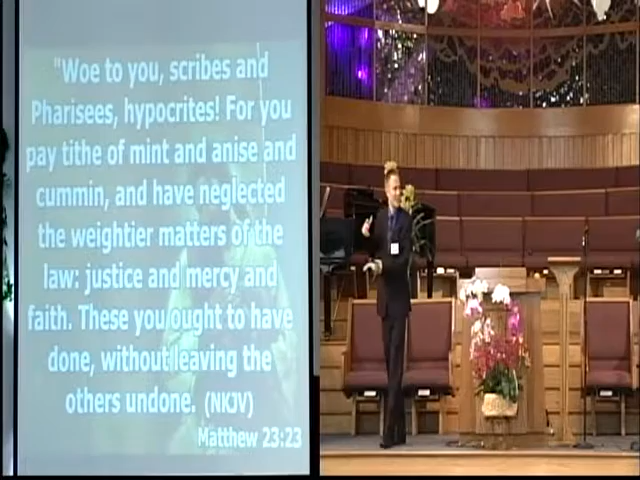 "Woe to you, scribes and
Pharisees, hypocrites! For you
pay tithe of mint and anise and
cummin, and have neglected
the weightier matters of the
law: justice and mercy and
faith. These you ought to have
done, without leaving the
others undone. (NKJV)
Matthew 23:23